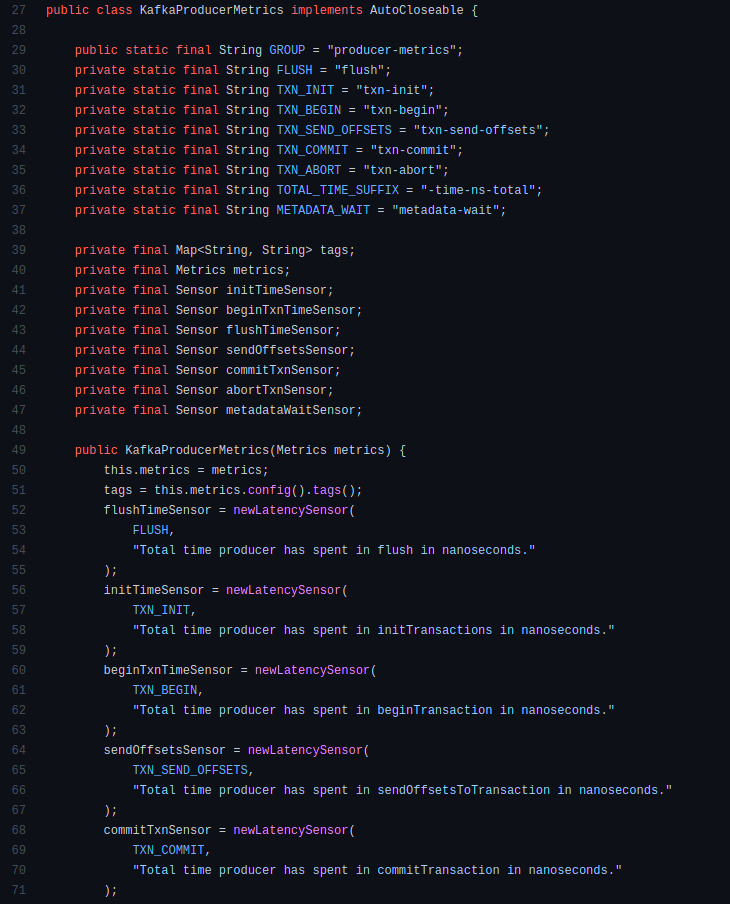 27 public class KafkaProducerMetrics implements AutoCloseable {
28
29     public static final String GROUP = "producer-metrics";
30     private static final String FLUSH = "flush";
31     private static final String TXN_INIT = "txn-init";
32     private static final String TXN_BEGIN = "txn-begin";
33     private static final String TXN_SEND_OFFSETS = "txn-send-offsets";
34     private static final String TXN_COMMIT = "txn-commit";
35     private static final String TXN_ABORT = "txn-abort";
36     private static final String TOTAL_TIME_SUFFIX = "-time-ns-total";
37     private static final String METADATA_WAIT = "metadata-wait";
38
39     private final Map<String, String> tags;
40     private final Metrics metrics;
41     private final Sensor initTimeSensor;
42     private final Sensor beginTxnTimeSensor;
43     private final Sensor flushTimeSensor;
44     private final Sensor sendOffsetsSensor;
45     private final Sensor commitTxnSensor;
46     private final Sensor abortTxnSensor;
47     private final Sensor metadataWaitSensor;
48
49     public KafkaProducerMetrics(Metrics metrics) {
50         this.metrics = metrics;
51         tags = this.metrics.config().tags();
52         flushTimeSensor = newLatencySensor(
53             FLUSH,
54             "Total time producer has spent in flush in nanoseconds."
55         );
56         initTimeSensor = newLatencySensor(
57             TXN_INIT,
58             "Total time producer has spent in initTransactions in nanoseconds."
59         );
60         beginTxnTimeSensor = newLatencySensor(
61             TXN_BEGIN,
62             "Total time producer has spent in beginTransaction in nanoseconds."
63         );
64         sendOffsetsSensor = newLatencySensor(
65             TXN_SEND_OFFSETS,
66             "Total time producer has spent in sendOffsetsToTransaction in nanoseconds."
67         );
68         commitTxnSensor = newLatencySensor(
69             TXN_COMMIT,
70             "Total time producer has spent in commitTransaction in nanoseconds."
71         );